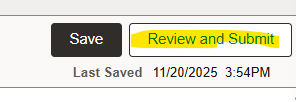 Save Review and Submit
Last Saved 11/20/2025 3:54PM